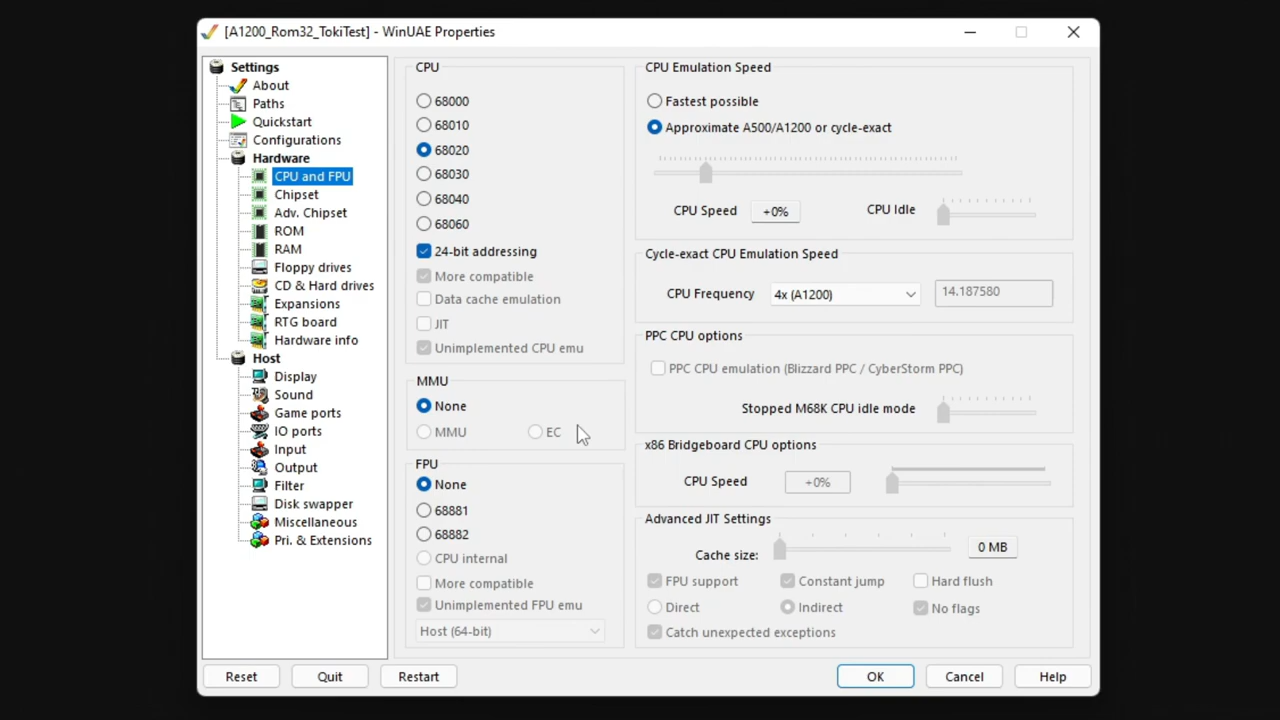 [A1200_Rom32_TokiTest] - WinUAE Properties
Settings
About
Paths
Quickstart
Configurations
Hardware
CPU and FPU
Chipset
Adv. Chipset
ROM
RAM
Floppy drives
CD & Hard drives
Expansions
RTG board
Hardware info
Host
Display
Sound
Game ports
IO ports
Input
Output
Filter
Disk swapper
Miscellaneous
Pri. & Extensions
CPU
68000
68010
68020
68030
68040
68060
24-bit addressing
More compatible
Data cache emulation
JIT
Unimplemented CPU emu
MMU
None
MMU EC
FPU
None
68881
68882
CPU internal
More compatible
Unimplemented FPU emu
Host (64-bit)
CPU Emulation Speed
Fastest possible
Approximate A500/A1200 or cycle-exact
CPU Speed +0% CPU Idle
Cycle-exact CPU Emulation Speed
CPU Frequency 4x (A1200) 14.187580
PPC CPU options
PPC CPU emulation (Blizzard PPC / CyberStorm PPC)
Stopped M68K CPU idle mode
x86 Bridgeboard CPU options
CPU Speed +0%
Advanced JIT Settings
Cache size: 0 MB
FPU support Constant jump Hard flush
Direct Indirect No flags
Catch unexpected exceptions
Reset Quit Restart OK Cancel Help